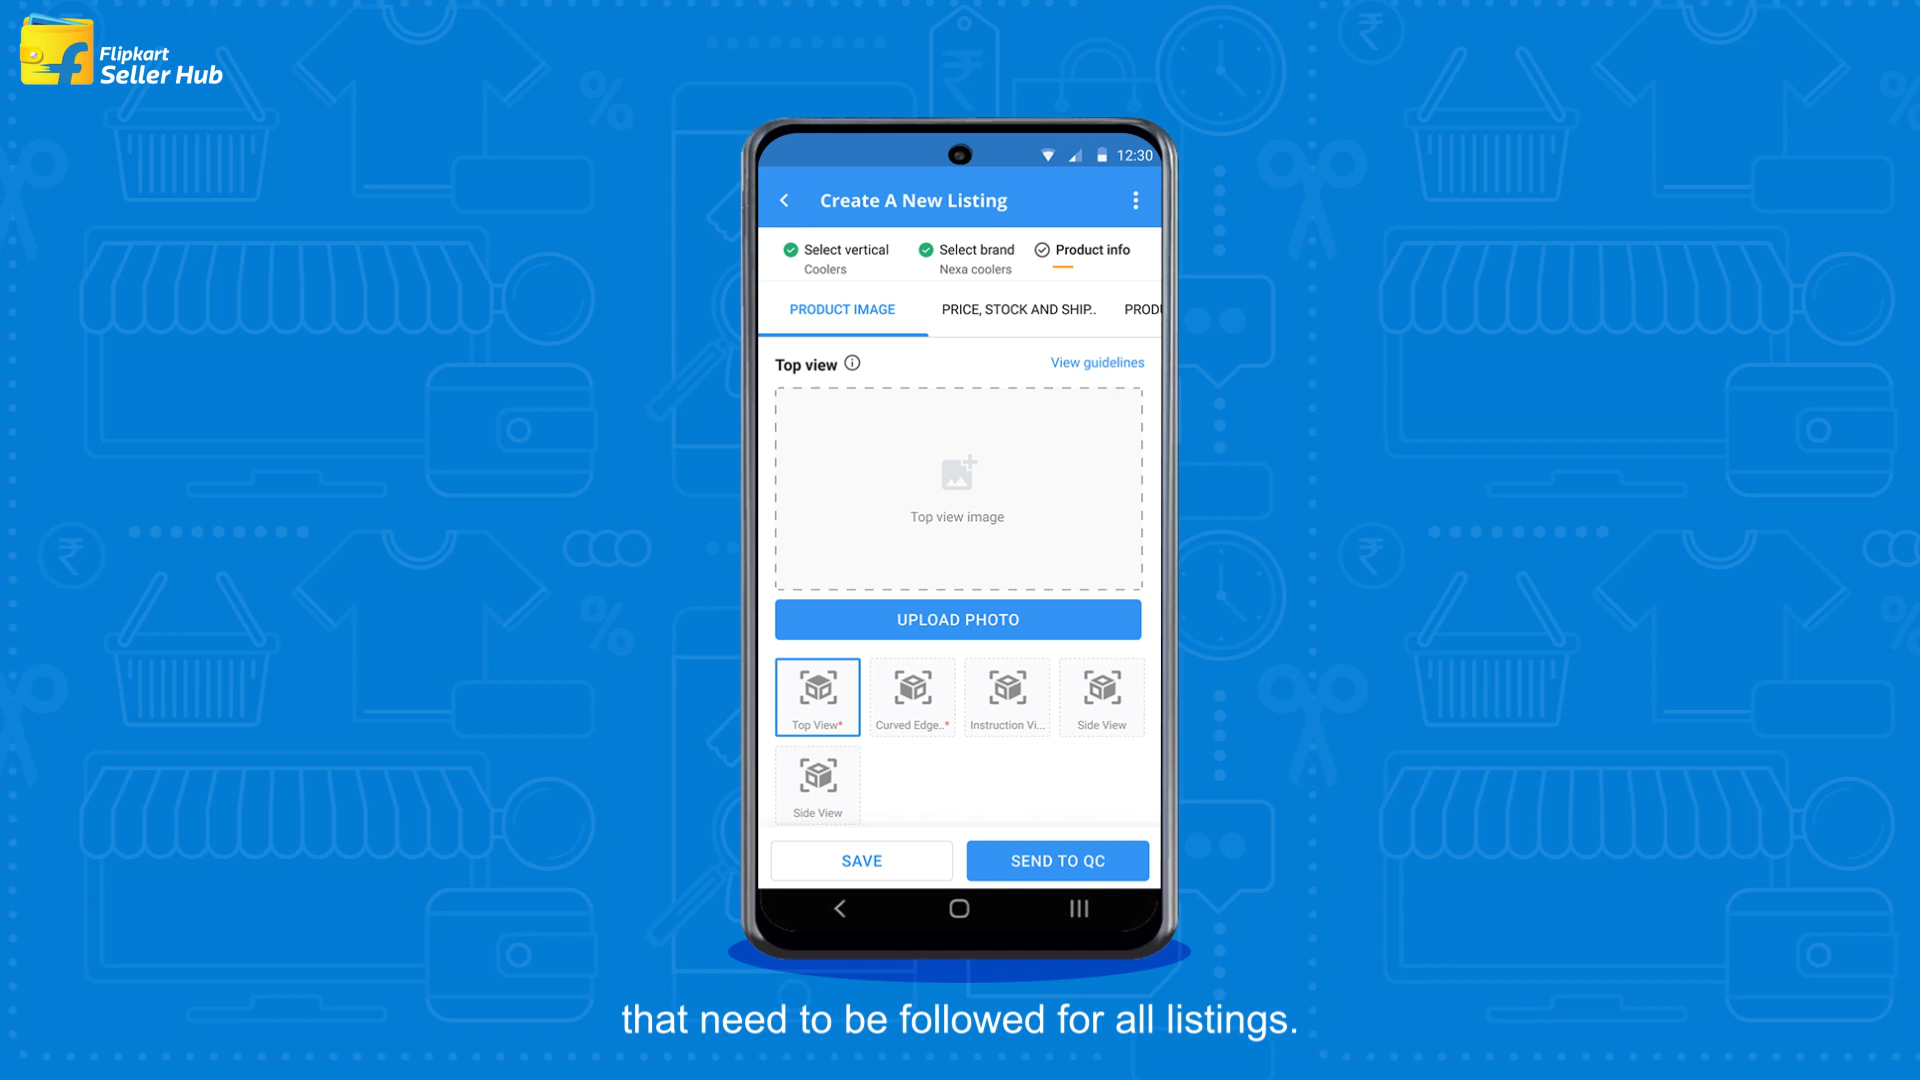 Flipkart
Seller Hub
12:30
Create A New Listing
Select vertical
Coolers
Select brand
Nexa coolers
Product info
PRODUCT IMAGE
PRICE, STOCK AND SHIP..
PROD
Top view
View guidelines
Top view image
UPLOAD PHOTO
Top View*
Curved Edge..*
Instruction Vi...
Side View
Side View
SAVE
SEND TO QC
that need to be followed for all listings.